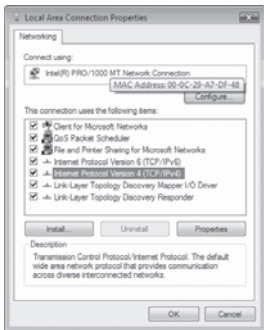 Local Area Connection Properties
Networking
Connect using:
Intel(R) PRO/1000 MT Network Connection
MAC Address: 00-0C-29-A7-DF-48
Configure...
This connection uses the following items:
Client for Microsoft Networks
QoS Packet Scheduler
File and Printer Sharing for Microsoft Networks
Internet Protocol Version 6 (TCP/IPv6)
Internet Protocol Version 4 (TCP/IPv4)
Link-Layer Topology Discovery Mapper I/O Driver
Link-Layer Topology Discovery Responder
Install...
Uninstall
Properties
Description
Transmission Control Protocol/Internet Protocol. The default
wide area network protocol that provides communication
across diverse interconnected networks.
OK
Cancel